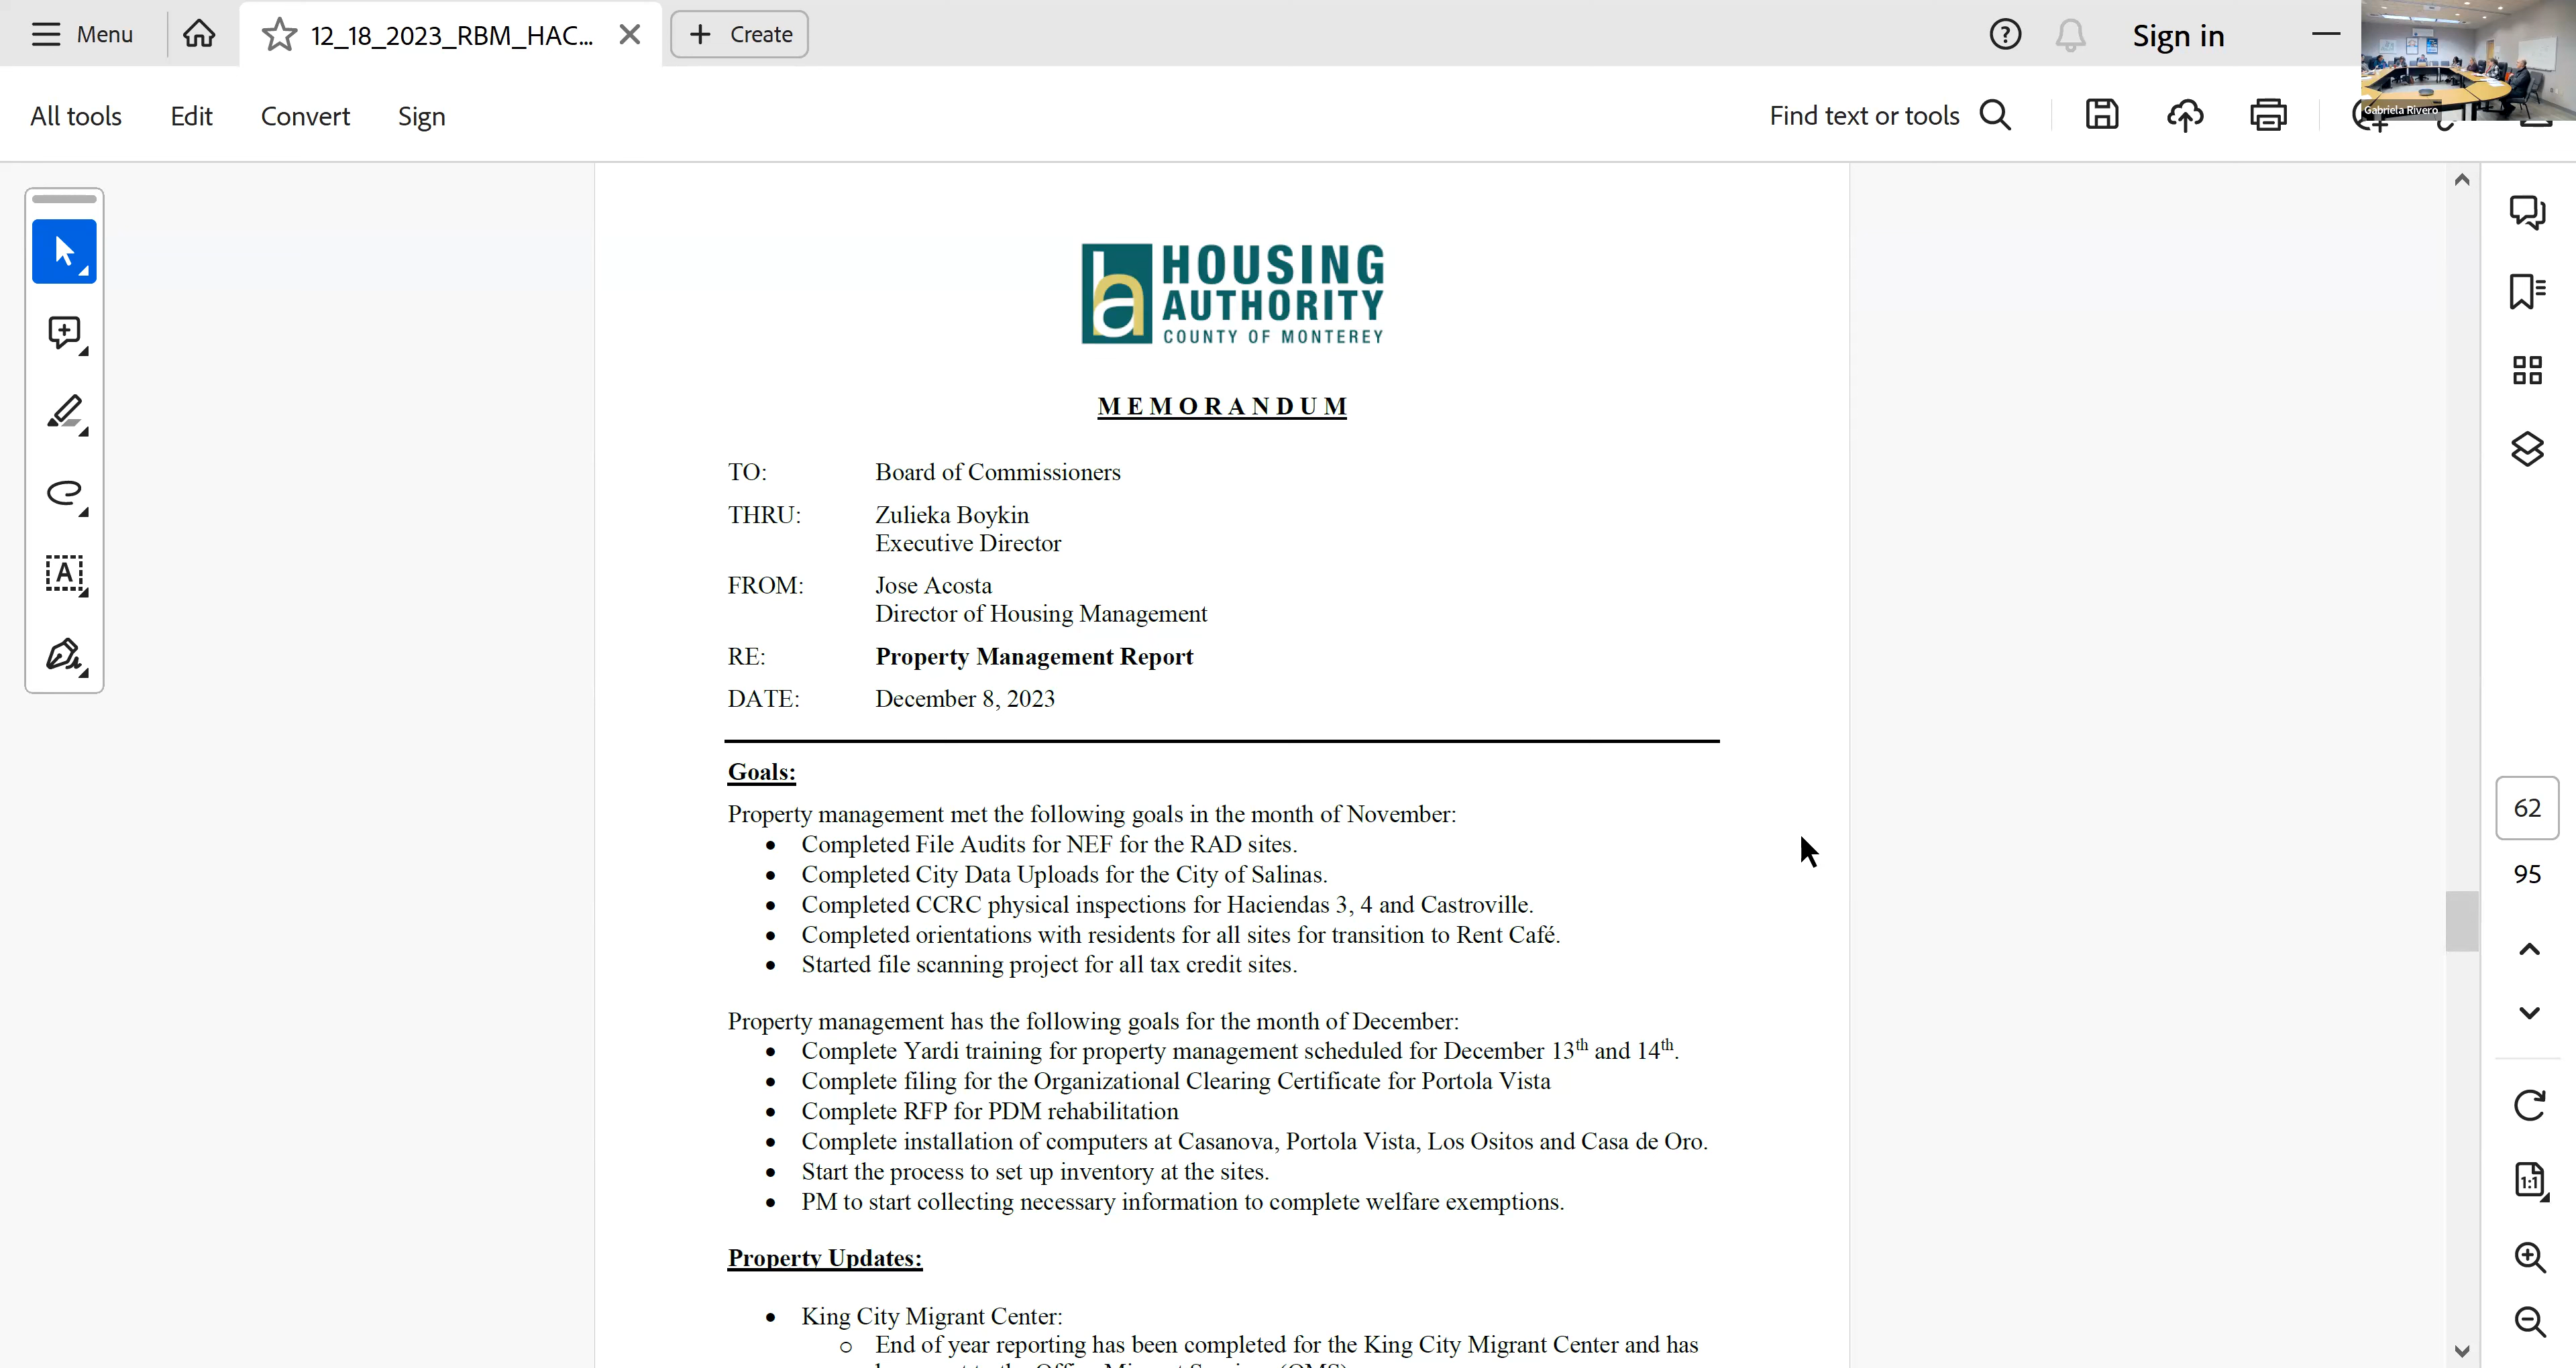 Menu
12_18_2023_RBM_HAC...
Create
Sign in
Gabriela Rivero
All tools
Edit
Convert
Sign
Find text or tools
HOUSING
AUTHORITY
COUNTY OF MONTEREY
MEMORANDUM
TO: Board of Commissioners
THRU: Zulieka Boykin
Executive Director
FROM: Jose Acosta
Director of Housing Management
RE: Property Management Report
DATE: December 8, 2023
Goals:
Property management met the following goals in the month of November:
• Completed File Audits for NEF for the RAD sites.
• Completed City Data Uploads for the City of Salinas.
• Completed CCRC physical inspections for Haciendas 3, 4 and Castroville.
• Completed orientations with residents for all sites for transition to Rent Café.
• Started file scanning project for all tax credit sites.
Property management has the following goals for the month of December:
• Complete Yardi training for property management scheduled for December 13th and 14th.
• Complete filing for the Organizational Clearing Certificate for Portola Vista
• Complete RFP for PDM rehabilitation
• Complete installation of computers at Casanova, Portola Vista, Los Ositos and Casa de Oro.
• Start the process to set up inventory at the sites.
• PM to start collecting necessary information to complete welfare exemptions.
Property Updates:
• King City Migrant Center:
o End of year reporting has been completed for the King City Migrant Center and has
62
95
1:1